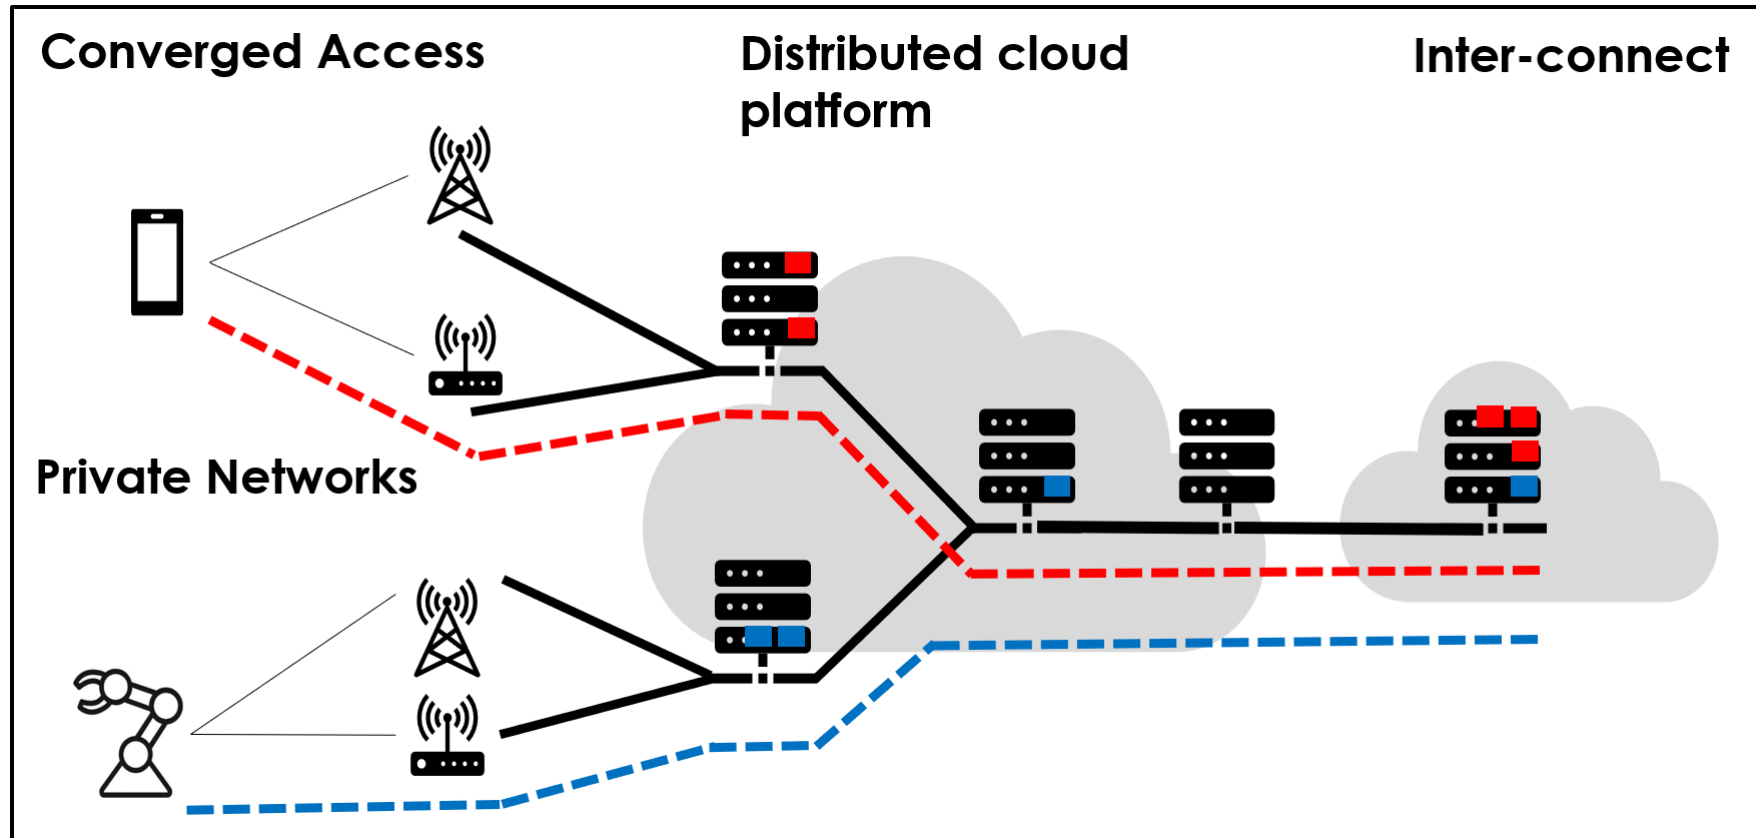 Converged Access
Distributed cloud
platform
Inter-connect
Private Networks